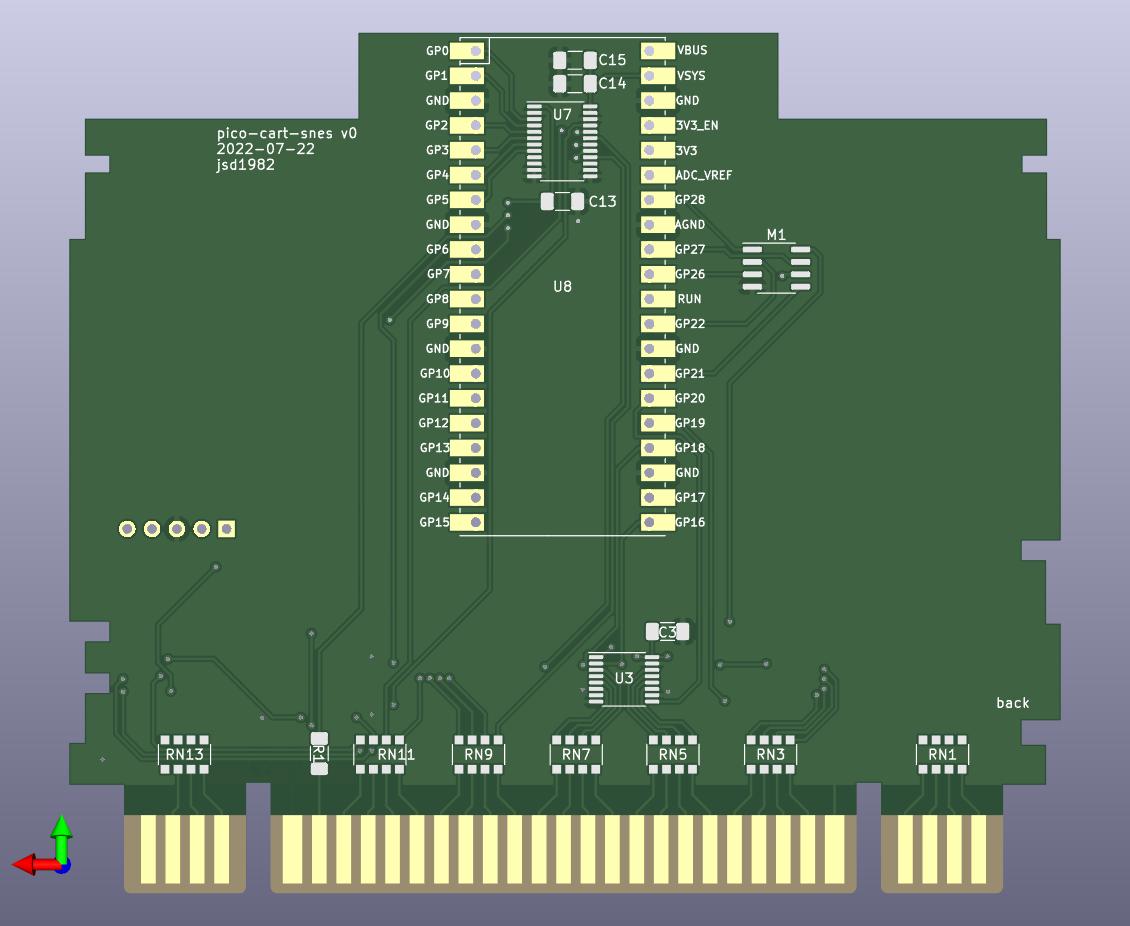 GP0
VBUS
C15
GP1
VSYS
C14
GND
GND
U7
GP2
3V3_EN
pico-cart-snes v0
2022-07-22
jsd1982
GP3
3V3
GP4
ADC_VREF
GP5
GP28
C13
GND
AGND
M1
GP6
GP27
GP7
GP26
U8
GP8
RUN
GP9
GP22
GND
GND
GP10
GP21
GP11
GP20
GP12
GP19
GP13
GP18
GND
GND
GP14
GP17
GP15
GP16
C3
U3
back
RN13
R1
RN11
RN9
RN7
RN5
RN3
RN1